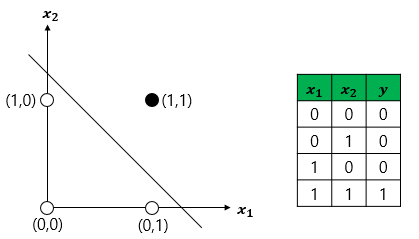 x₂
(1,0)
(1,1)
(0,0)
(0,1)
x₁
x₁ x₂ y
0 0 0
0 1 0
1 0 0
1 1 1